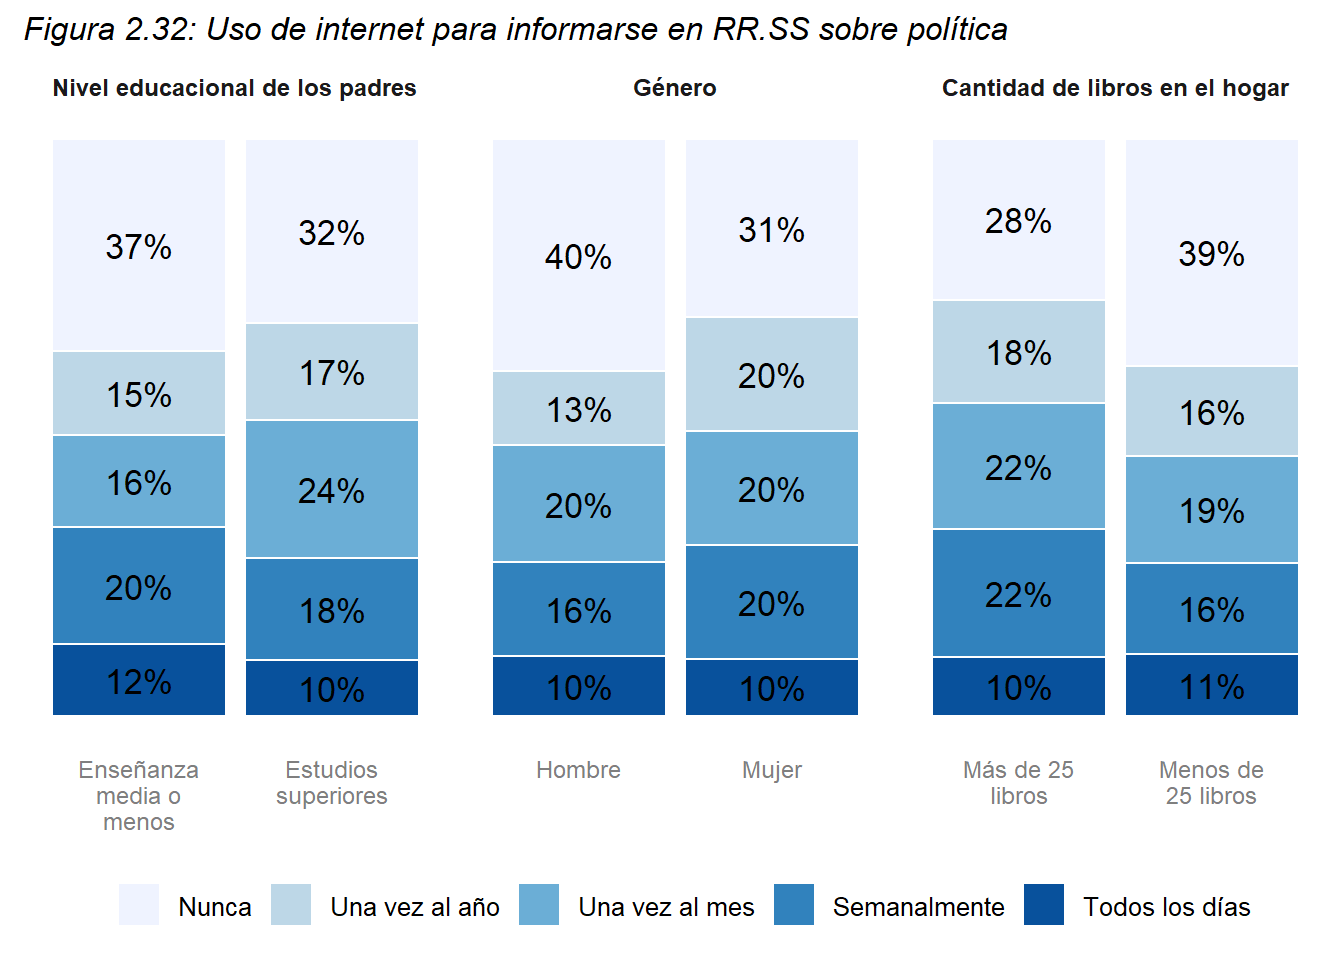 Figura 2.32: Uso de internet para informarse en RR.SS sobre política
Nivel educacional de los padres
37%
32%
15%
17%
16%
24%
20%
18%
12%
10%
Enseñanza
media o
menos
Estudios
superiores
Género
40%
31%
13%
20%
20%
20%
16%
20%
10%
10%
Hombre
Mujer
Cantidad de libros en el hogar
28%
39%
18%
16%
22%
19%
22%
16%
10%
11%
Más de 25
libros
Menos de
25 libros
Nunca
Una vez al año
Una vez al mes
Semanalmente
Todos los días